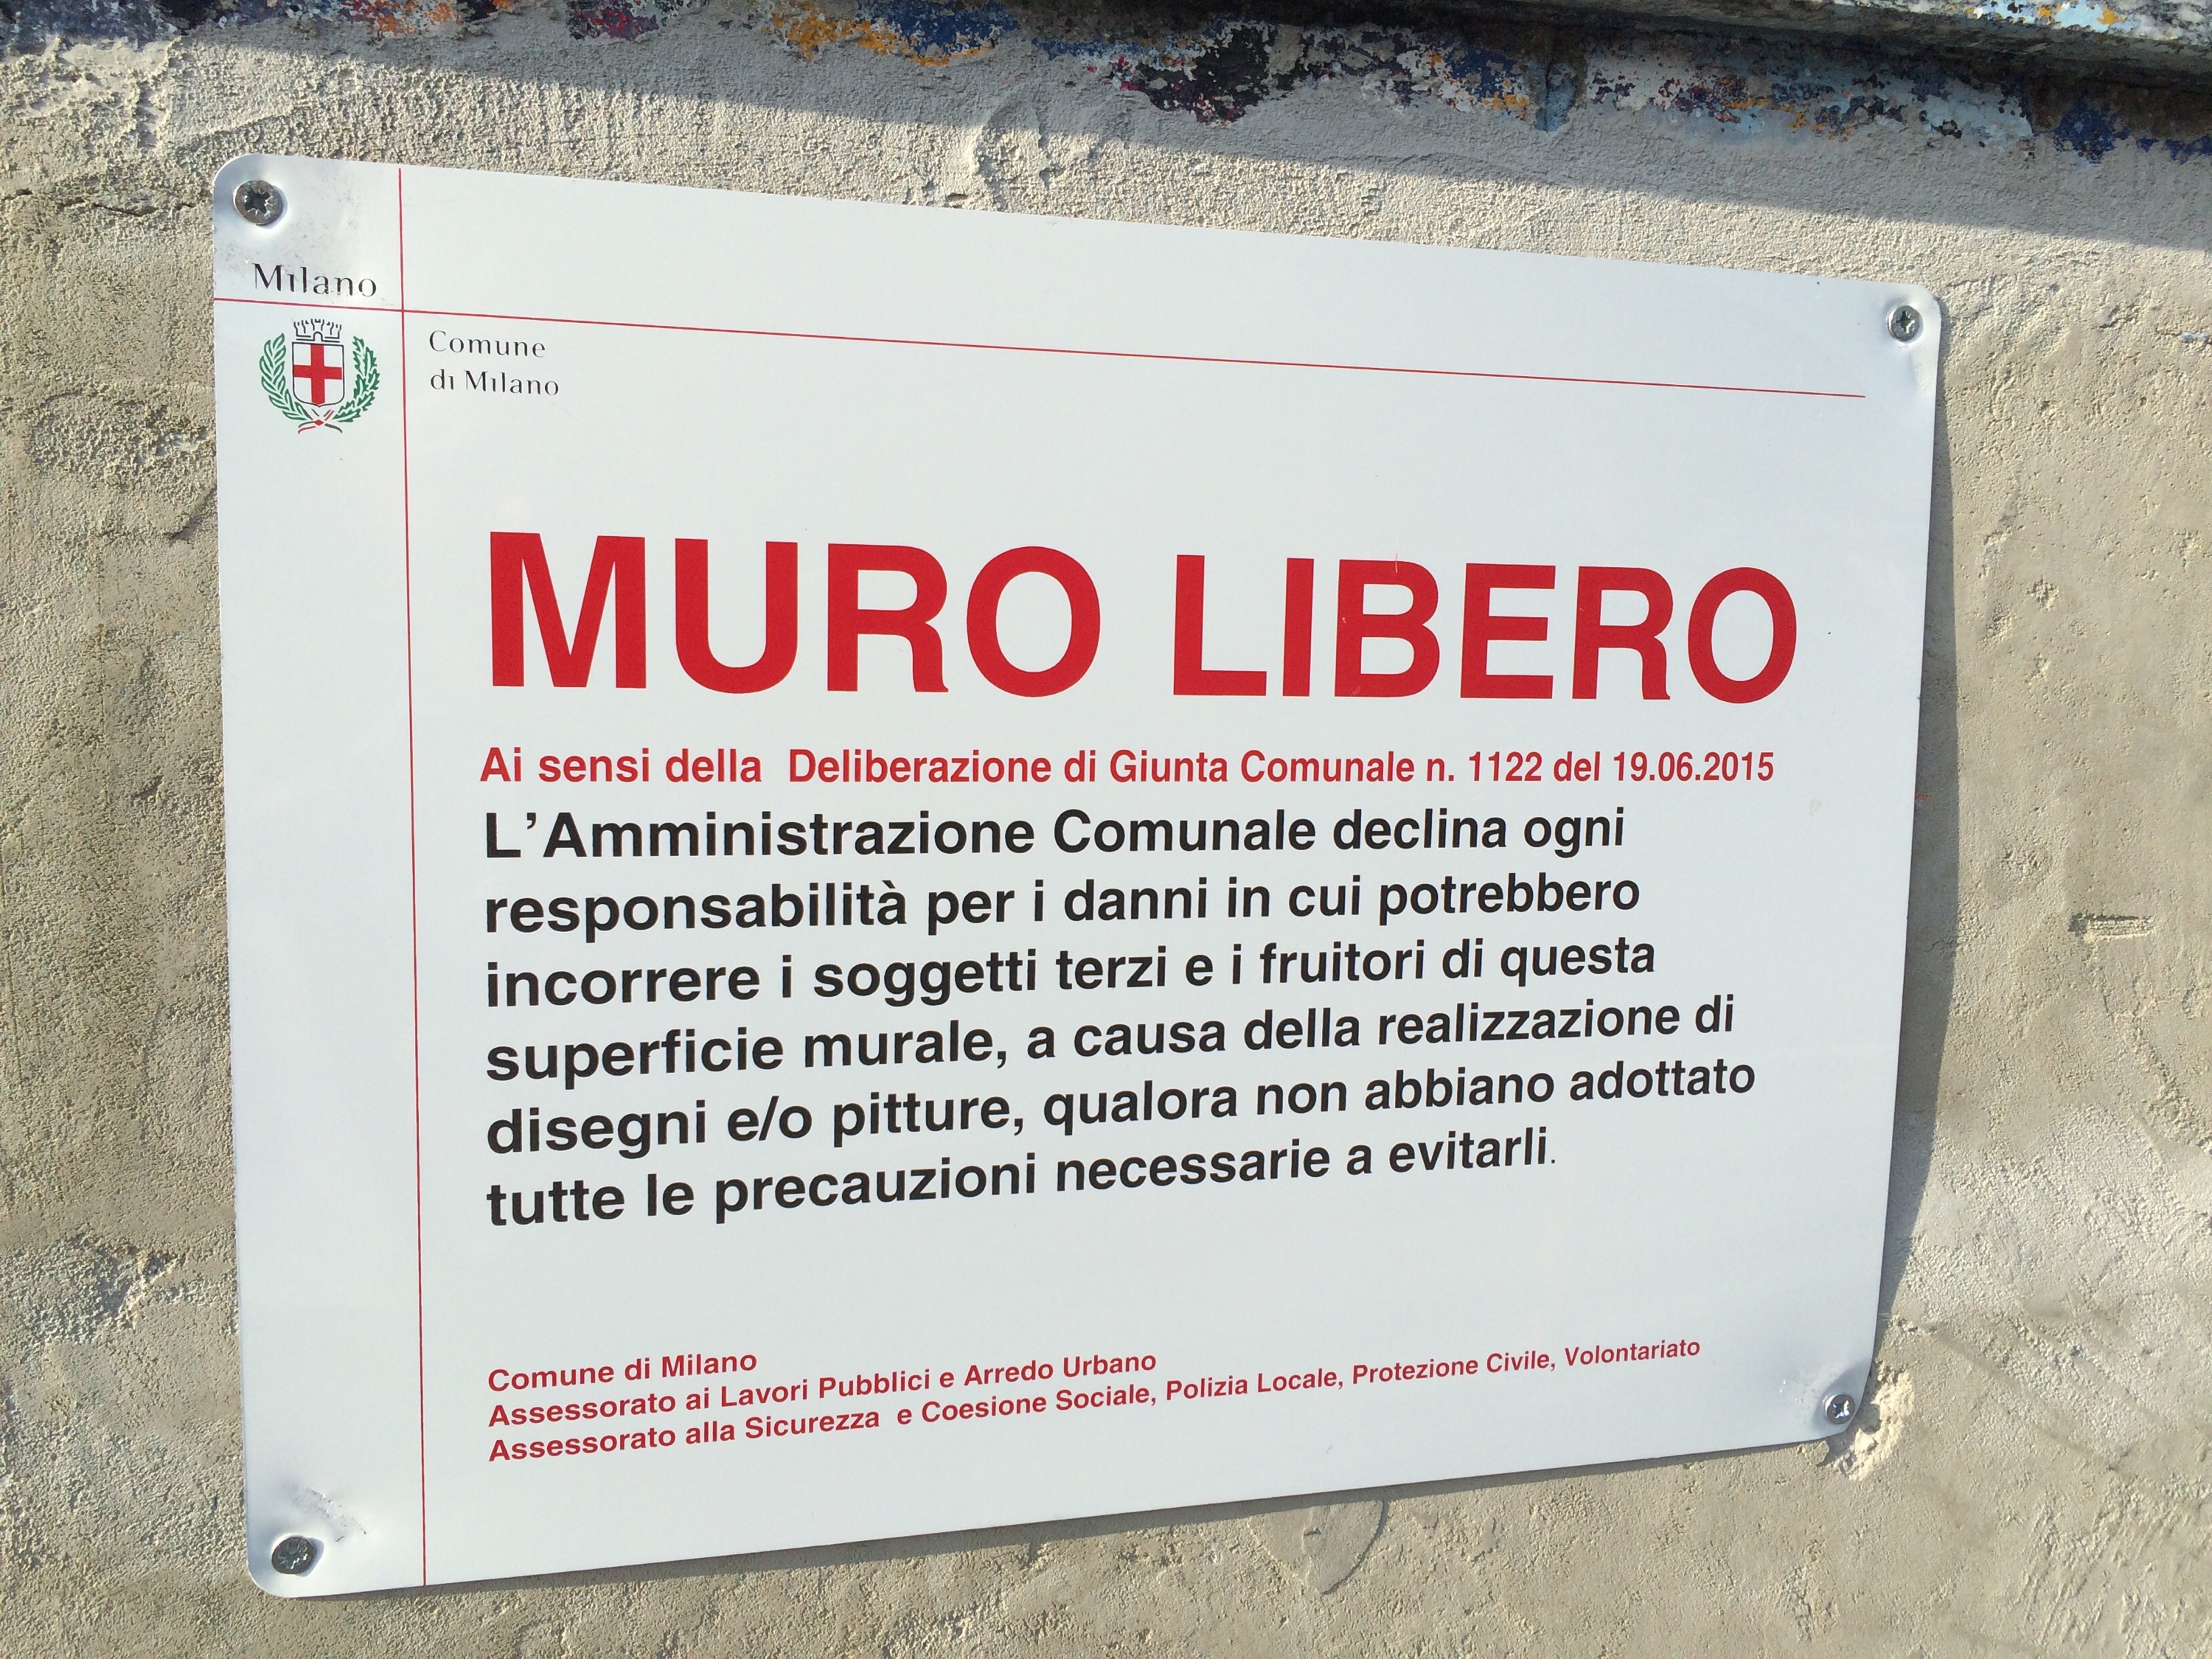 Milano
Comune
di Milano
MURO LIBERO
Ai sensi della Deliberazione di Giunta Comunale n. 1122 del 19.06.2015
L'Amministrazione Comunale declina ogni
responsabilità per i danni in cui potrebbero
incorrere i soggetti terzi e i fruitori di questa
superficie murale, a causa della realizzazione di
disegni e/o pitture, qualora non abbiano adottato
tutte le precauzioni necessarie a evitarli.
Comune di Milano
Assessorato ai Lavori Pubblici e Arredo Urbano
Assessorato alla Sicurezza e Coesione Sociale, Polizia Locale, Protezione Civile, Volontariato